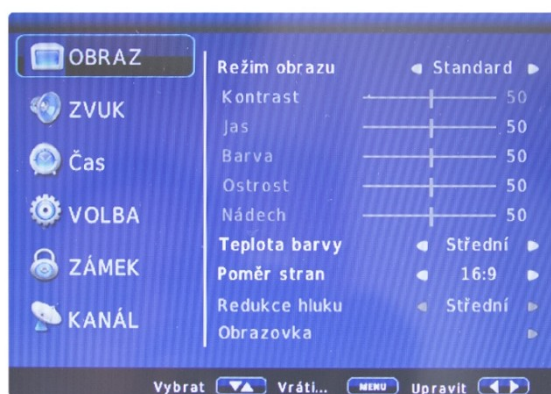 OBRAZ
ZVUK
Čas
VOLBA
ZÁMEK
KANÁL
Režim obrazu Standard
Kontrast 50
Jas 50
Barva 50
Ostrost 50
Nádech 50
Teplota barvy Střední
Poměr stran 16:9
Redukce hluku Střední
Obrazovka
Vybrat Vráti... MENU Upravit